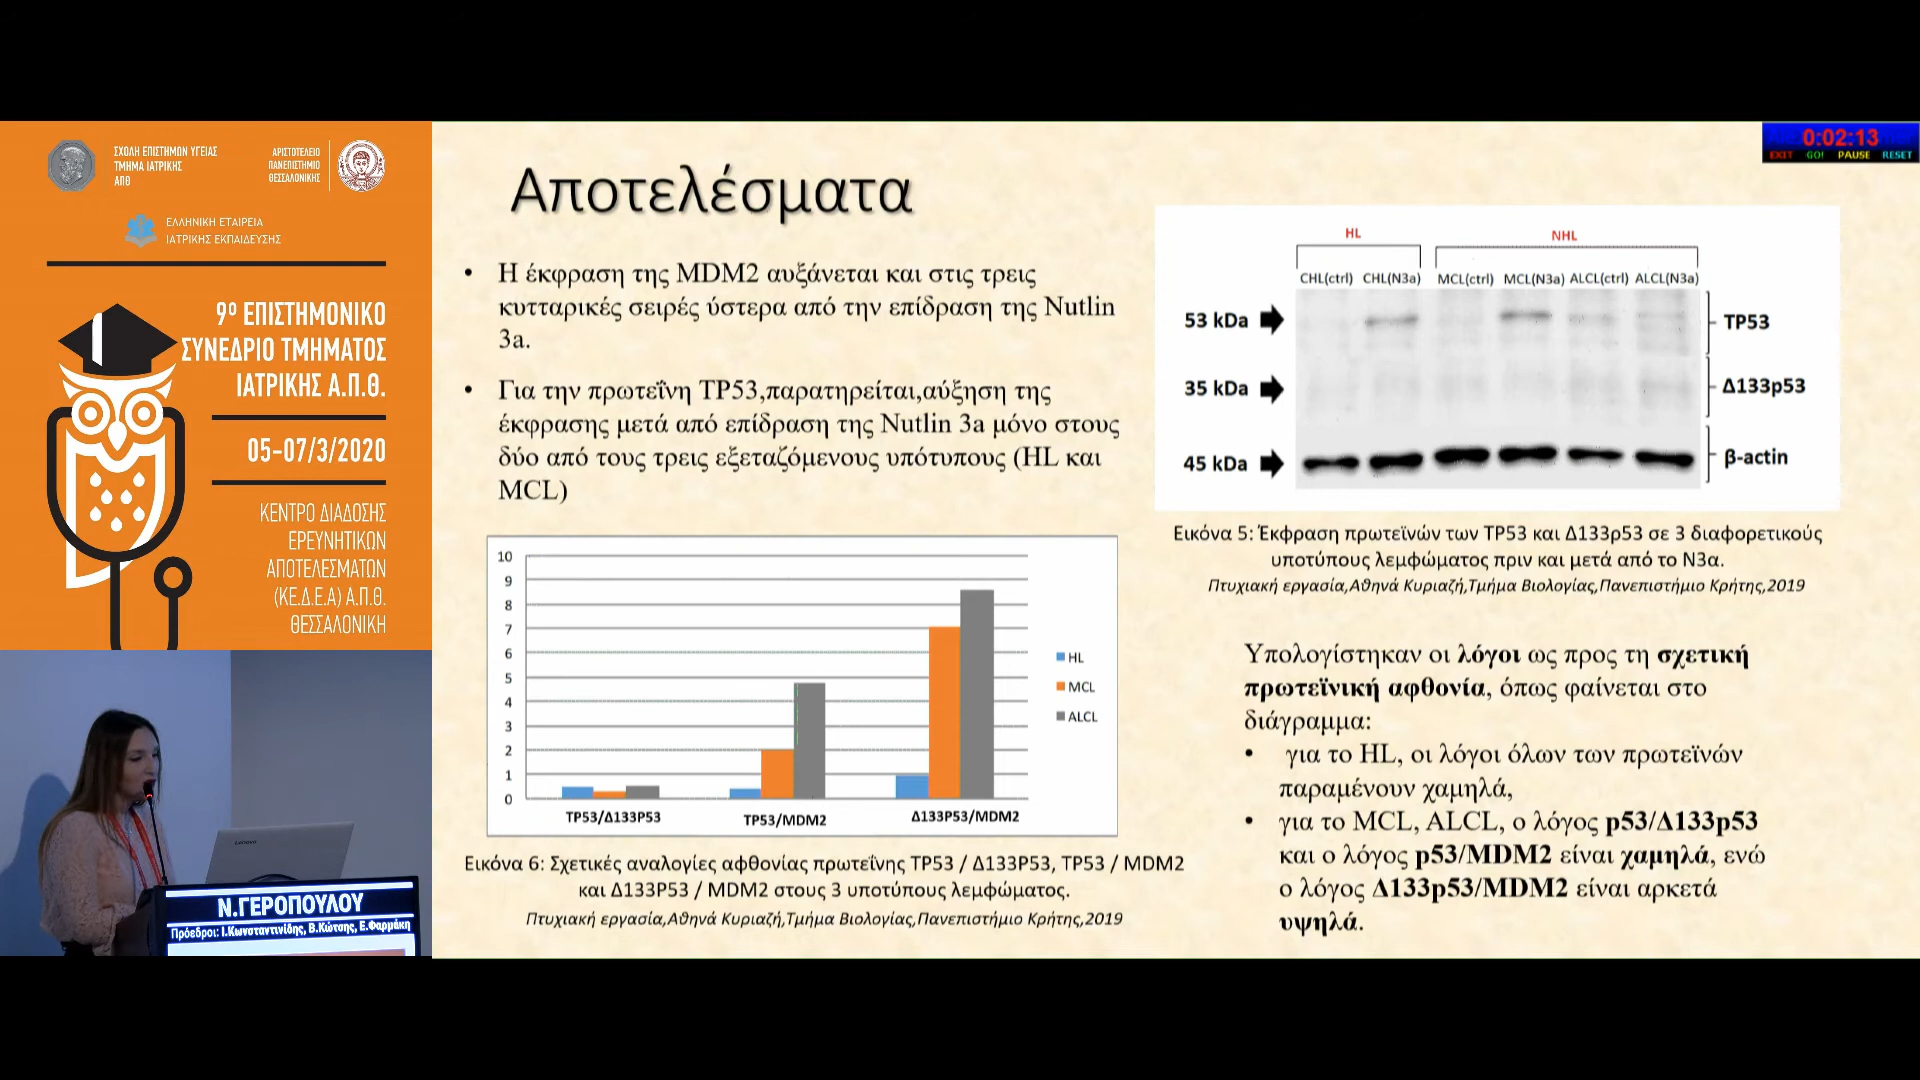 ΣΧΟΛΗ ΕΠΙΣΤΗΜΩΝ ΥΓΕΙΑΣ
ΤΜΗΜΑ ΙΑΤΡΙΚΗΣ
ΑΠΘ
ΑΡΙΣΤΟΤΕΛΕΙΟ
ΠΑΝΕΠΙΣΤΗΜΙΟ
ΘΕΣΣΑΛΟΝΙΚΗΣ
ΕΛΛΗΝΙΚΗ ΕΤΑΙΡΕΙΑ
ΙΑΤΡΙΚΗΣ ΕΚΠΑΙΔΕΥΣΗΣ
9ο ΕΠΙΣΤΗΜΟΝΙΚΟ
ΣΥΝΕΔΡΙΟ ΤΜΗΜΑΤΟΣ
ΙΑΤΡΙΚΗΣ Α.Π.Θ.
05-07/3/2020
ΚΕΝΤΡΟ ΔΙΑΔΟΣΗΣ
ΕΡΕΥΝΗΤΙΚΩΝ
ΑΠΟΤΕΛΕΣΜΑΤΩΝ
(ΚΕ.Δ.Ε.Α) Α.Π.Θ.
ΘΕΣΣΑΛΟΝΙΚΗ
Lenovo
Ν.ΓΕΡΟΠΟΥΛΟΥ
Πρόεδροι: Ι.Κωνσταντινίδης, Β.Κώτσης, Ε.Φαρμάκη
0:02:13
EXIT GO! PAUSE RESET
Αποτελέσματα
• Η έκφραση της MDM2 αυξάνεται και στις τρεις
κυτταρικές σειρές ύστερα από την επίδραση της Nutlin
3a.
• Για την πρωτεΐνη TP53,παρατηρείται,αύξηση της
έκφρασης μετά από επίδραση της Nutlin 3a μόνο στους
δύο από τους τρεις εξεταζόμενους υπότυπους (HL και
MCL)
10
9
8
7
6
5
4
3
2
1
0
TP53/Δ133P53 TP53/MDM2 Δ133P53/MDM2
HL
MCL
ALCL
Εικόνα 6: Σχετικές αναλογίες αφθονίας πρωτεΐνης TP53 / Δ133P53, TP53 / MDM2
και Δ133P53 / MDM2 στους 3 υποτύπους λεμφώματος.
Πτυχιακή εργασία,Αθηνά Κυριαζή,Τμήμα Βιολογίας,Πανεπιστήμιο Κρήτης,2019
HL NHL
CHL(ctrl) CHL(N3a) MCL(ctrl) MCL(N3a) ALCL(ctrl) ALCL(N3a)
53 kDa TP53
35 kDa Δ133p53
45 kDa β-actin
Εικόνα 5: Έκφραση πρωτεϊνών των TP53 και Δ133p53 σε 3 διαφορετικούς
υποτύπους λεμφώματος πριν και μετά από το N3a.
Πτυχιακή εργασία,Αθηνά Κυριαζή,Τμήμα Βιολογίας,Πανεπιστήμιο Κρήτης,2019
Υπολογίστηκαν οι λόγοι ως προς τη σχετική
πρωτεϊνική αφθονία, όπως φαίνεται στο
διάγραμμα:
• για το HL, οι λόγοι όλων των πρωτεϊνών
παραμένουν χαμηλά,
• για το MCL, ALCL, ο λόγος p53/Δ133p53
και ο λόγος p53/MDM2 είναι χαμηλά, ενώ
ο λόγος Δ133p53/MDM2 είναι αρκετά
υψηλά.